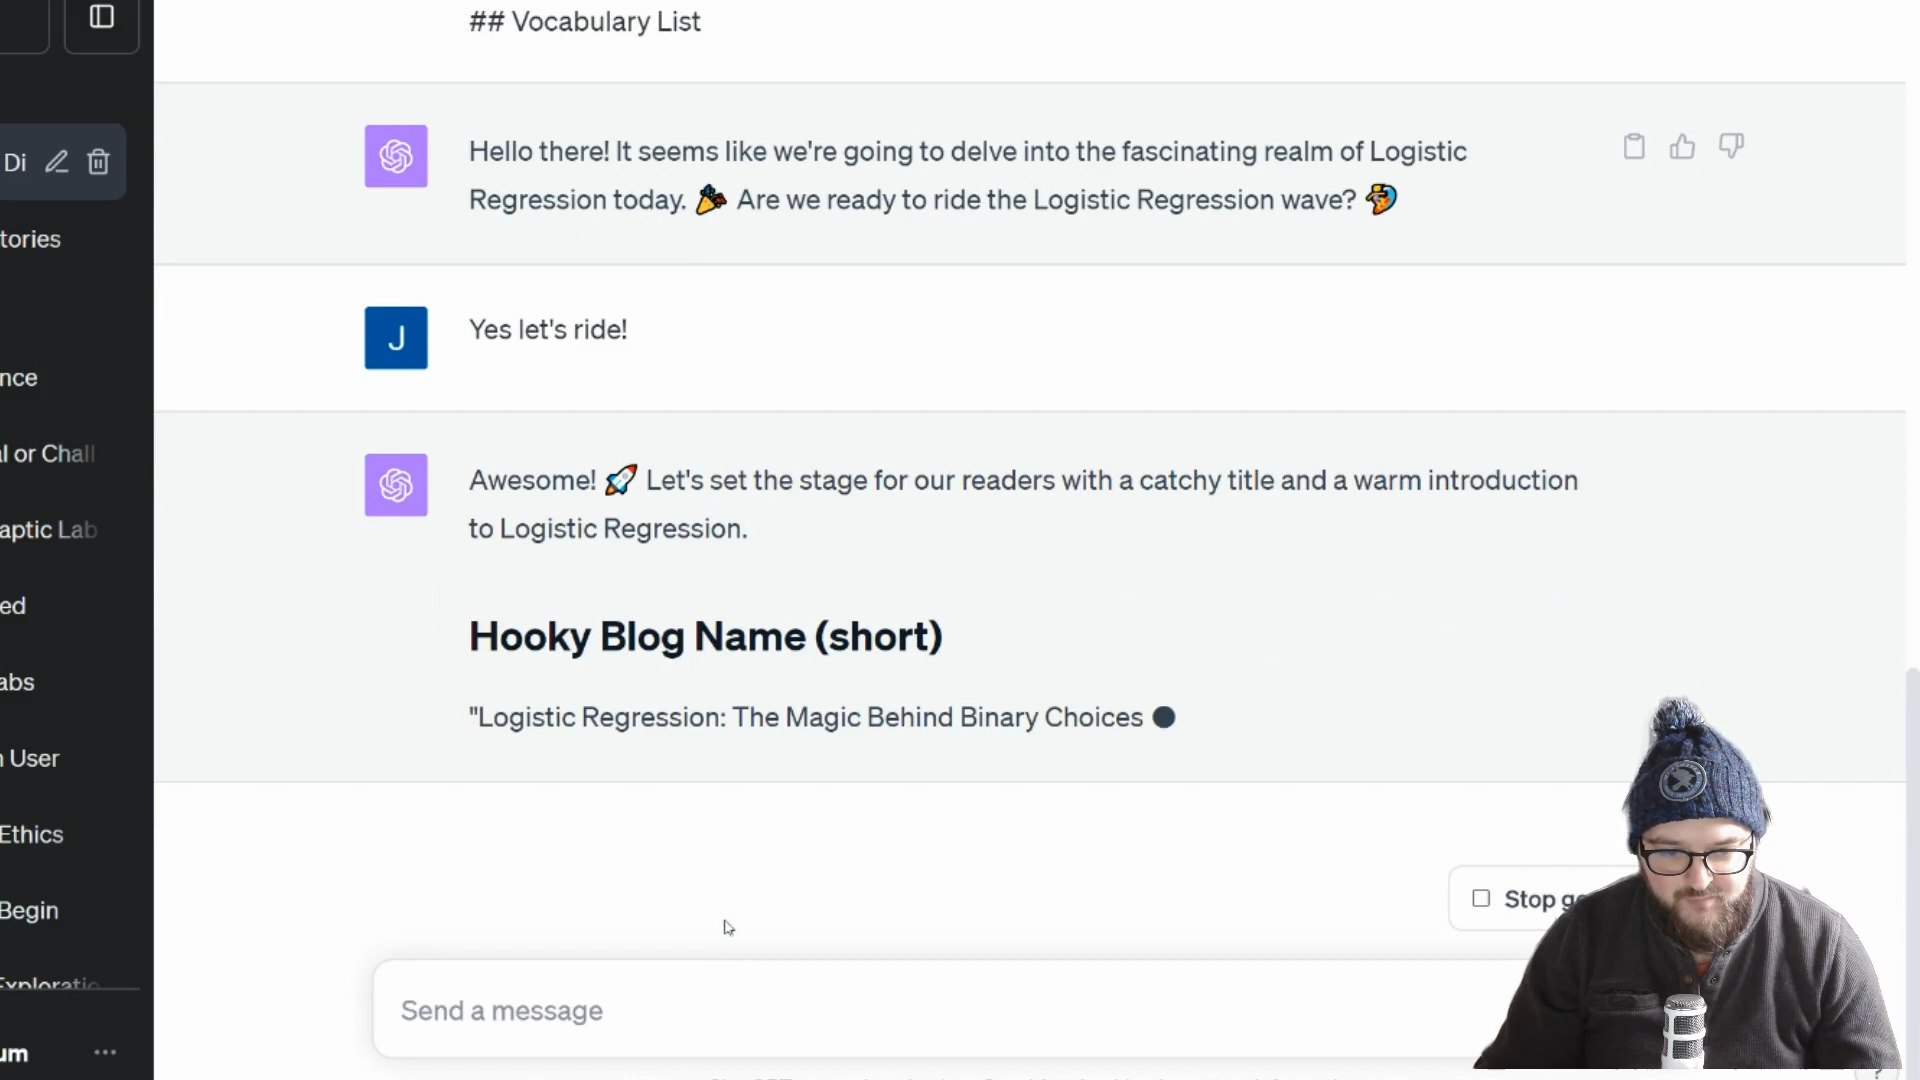 ## Vocabulary List
Di
Hello there! It seems like we're going to delve into the fascinating realm of Logistic
Regression today. 🎉 Are we ready to ride the Logistic Regression wave? 🏄
tories
J
Yes let's ride!
nce
l or Chall
Awesome! 🚀 Let's set the stage for our readers with a catchy title and a warm introduction
to Logistic Regression.
aptic Lab
ed
Hooky Blog Name (short)
abs
"Logistic Regression: The Magic Behind Binary Choices
n User
Ethics
Stop ge
Begin
Exploratio
Send a message
um